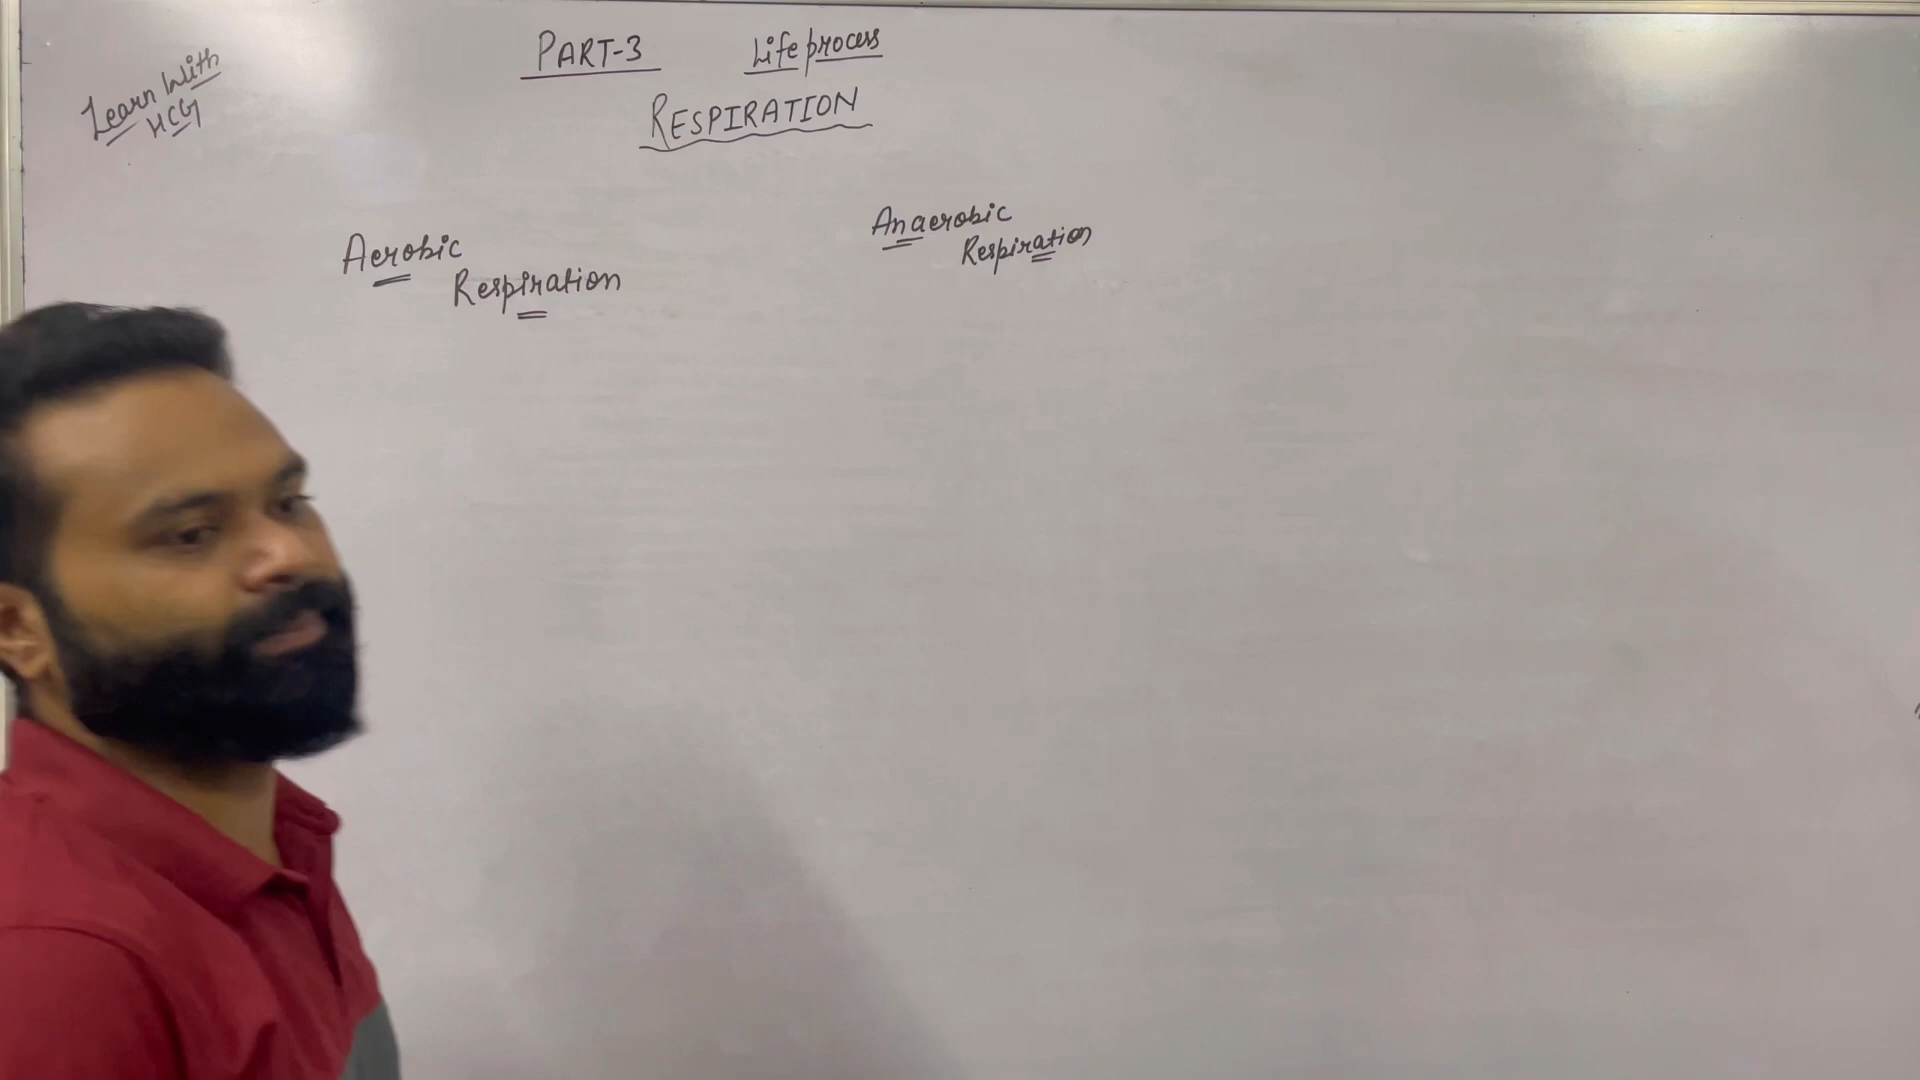 Learn With
HCG
PART-3 Life process
RESPIRATION
Aerobic
Respiration
Anaerobic
Respiration